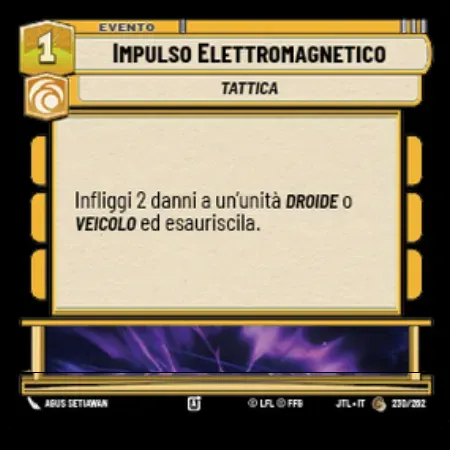 EVENTO
1
IMPULSO ELETTROMAGNETICO
TATTICA
Infliggi 2 danni a un'unità DROIDE o
VEICOLO ed esauriscila.
AGUS SETIAWAN
© LFL © FFG
JTL • IT
230/262